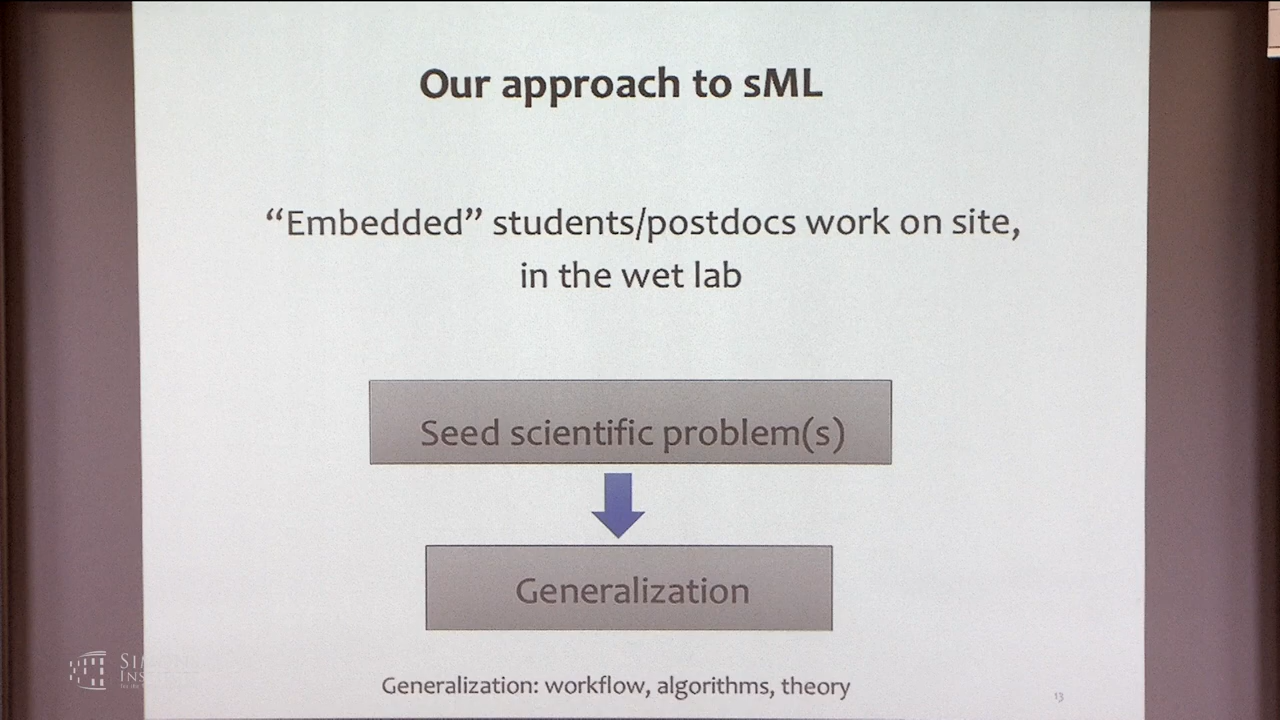 Our approach to sML
“Embedded” students/postdocs work on site,
in the wet lab
Seed scientific problem(s)
Generalization
Generalization: workflow, algorithms, theory
13